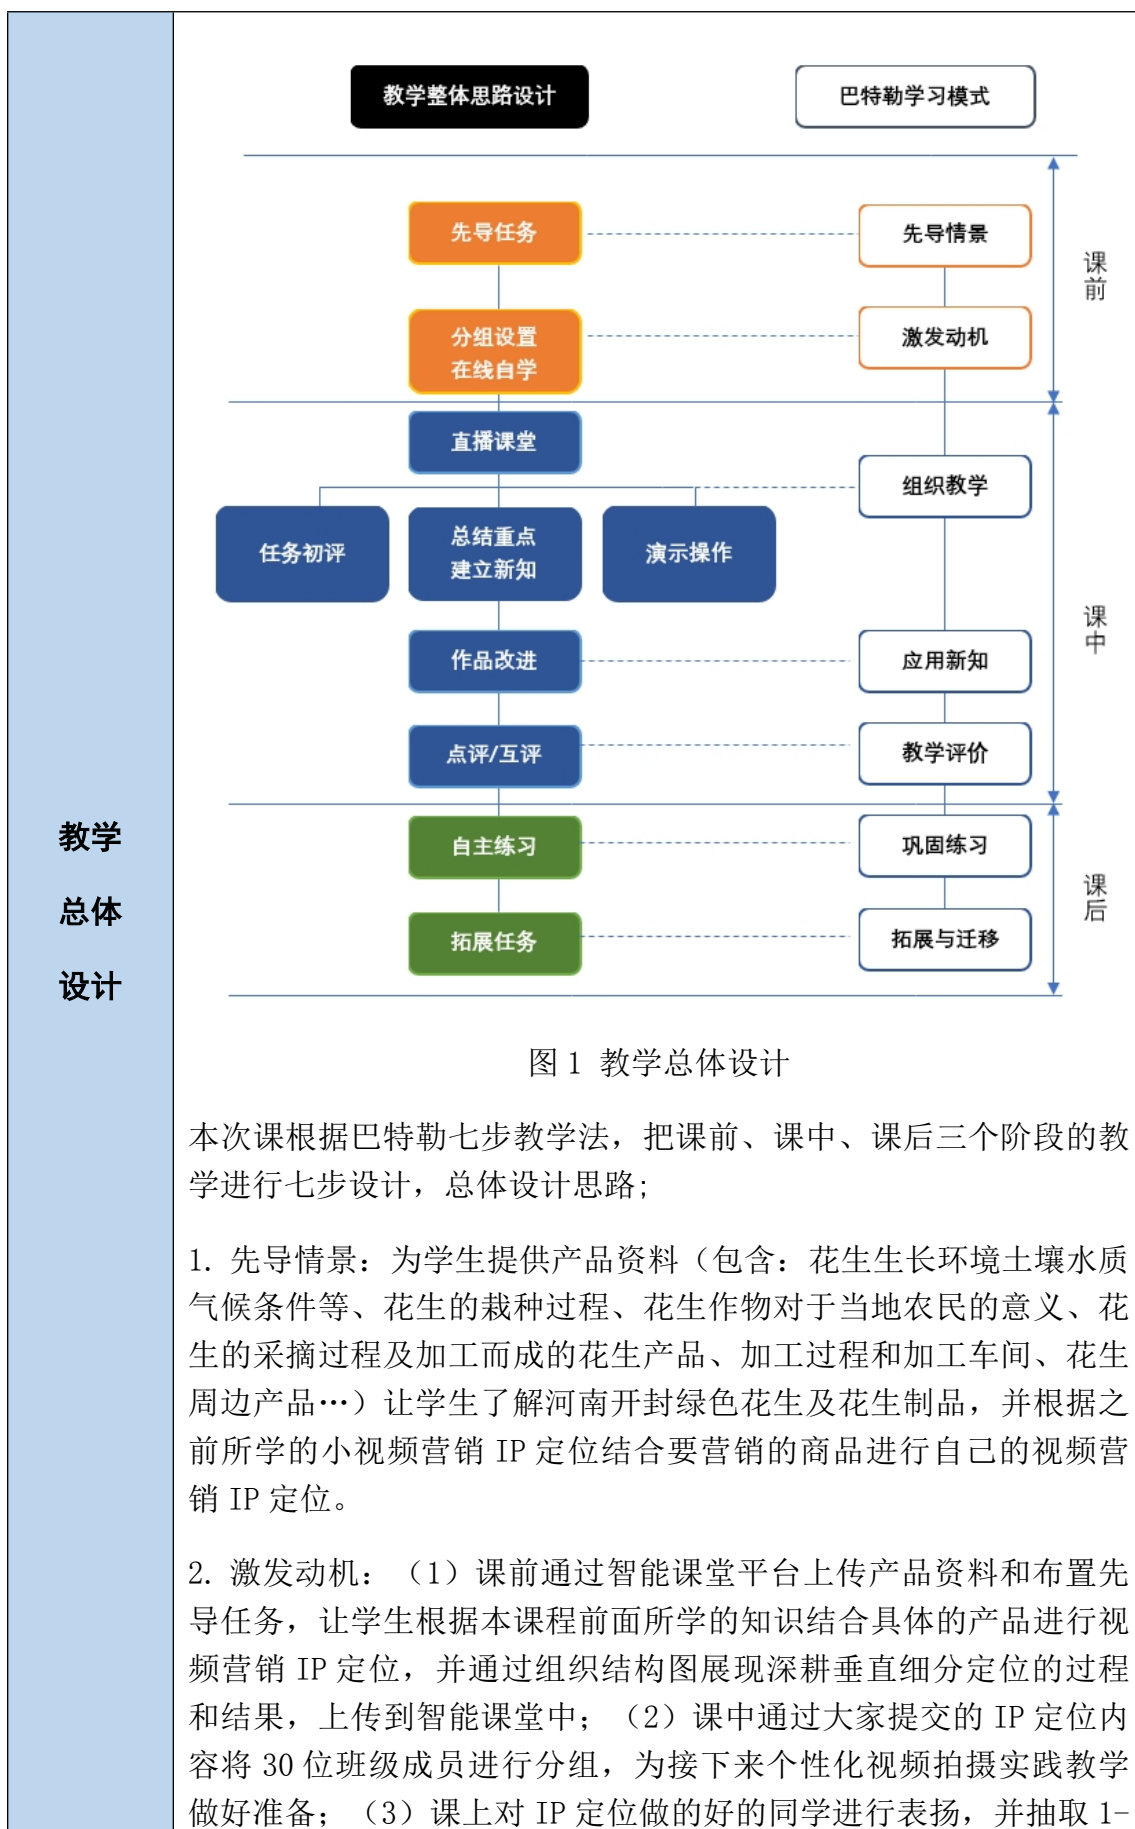 教学整体思路设计
巴特勒学习模式
先导任务
先导情景
课前
分组设置
在线自学
激发动机
直播课堂
组织教学
任务初评
总结重点
建立新知
演示操作
课中
作品改进
应用新知
点评/互评
教学评价
自主练习
巩固练习
课后
拓展任务
拓展与迁移
教学
总体
设计
图 1 教学总体设计
本次课根据巴特勒七步教学法，把课前、课中、课后三个阶段的教
学进行七步设计，总体设计思路；
1. 先导情景：为学生提供产品资料（包含：花生生长环境土壤水质
气候条件等、花生的栽种过程、花生作物对于当地农民的意义、花
生的采摘过程及加工而成的花生产品、加工过程和加工车间、花生
周边产品…）让学生了解河南开封绿色花生及花生制品，并根据之
前所学的小视频营销 IP 定位结合要营销的商品进行自己的视频营
销 IP 定位。
2. 激发动机：（1）课前通过智能课堂平台上传产品资料和布置先
导任务，让学生根据本课程前面所学的知识结合具体的产品进行视
频营销 IP 定位，并通过组织结构图展现深耕垂直细分定位的过程
和结果，上传到智能课堂中；（2）课中通过大家提交的 IP 定位内
容将 30 位班级成员进行分组，为接下来个性化视频拍摄实践教学
做好准备；（3）课上对 IP 定位做的好的同学进行表扬，并抽取 1-